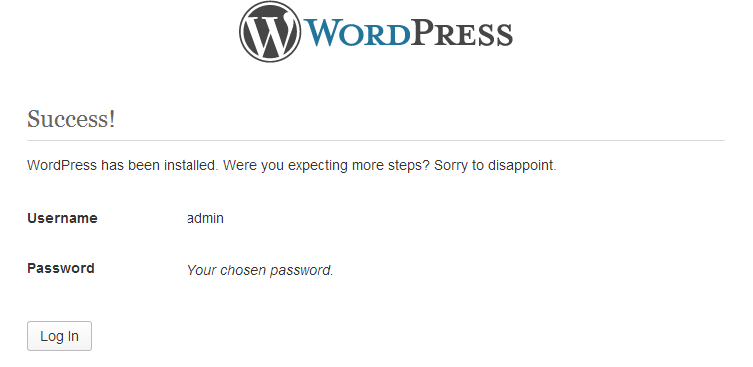 WORDPRESS
Success!
WordPress has been installed. Were you expecting more steps? Sorry to disappoint.
Username admin
Password Your chosen password.
Log In